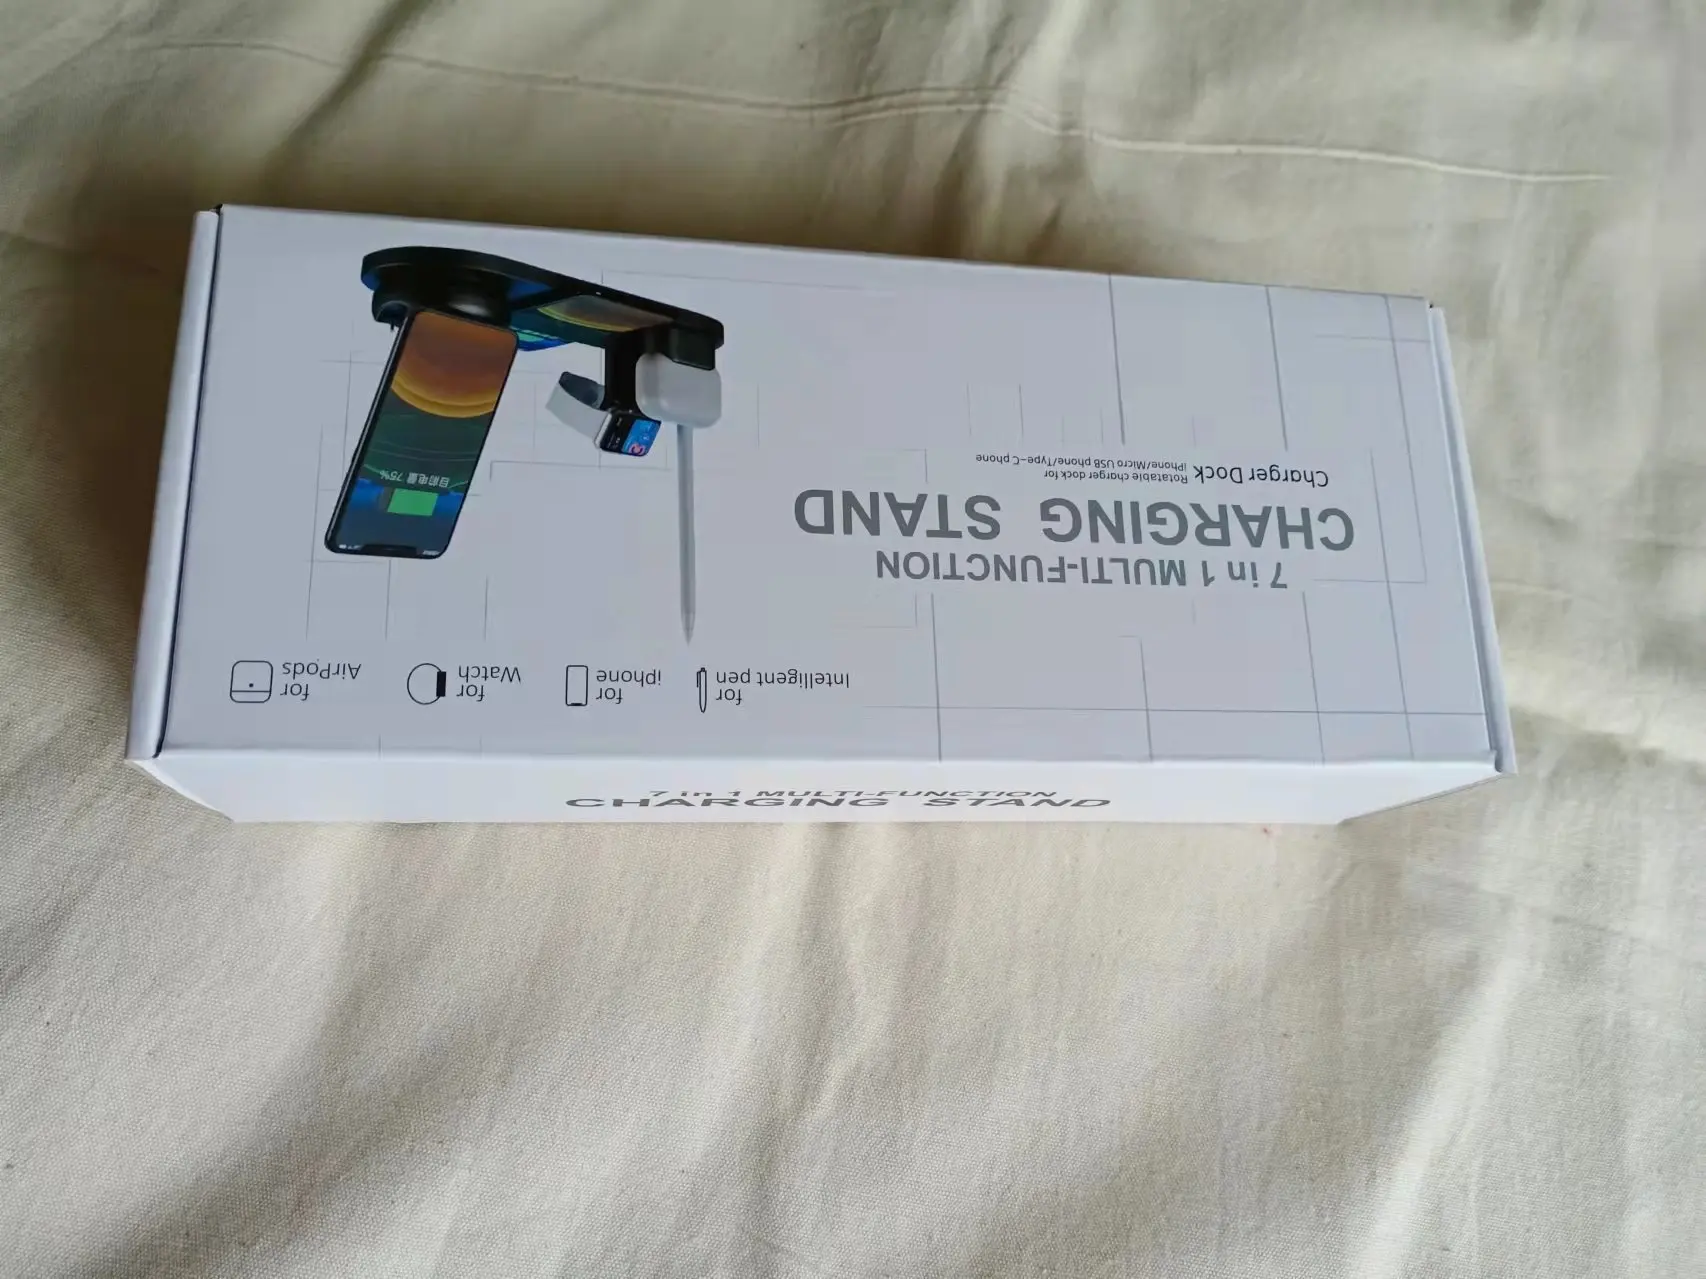 7 in 1 MULTI-FUNCTION
CHARGING STAND
Charger Dock
Rotatable charger dock for
iPhone/Micro USB phone/Type-C phone
for
Intelligent pen
for
iphone
for
Watch
for
AirPods
目前电量 75%
7 in 1 MULTI-FUNCTION
CHARGING STAND